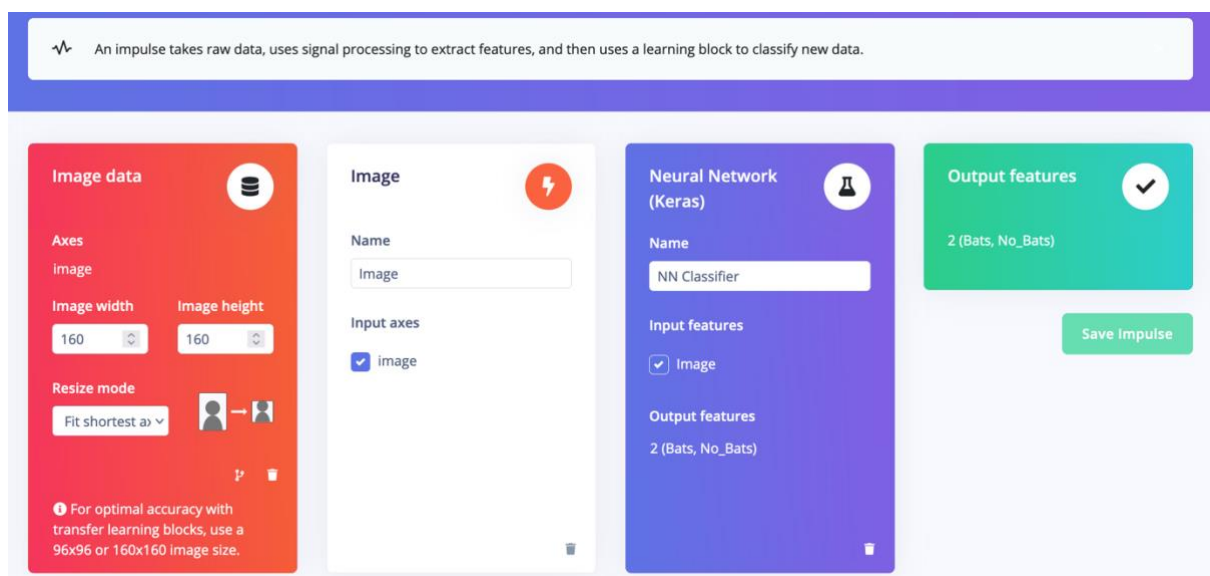 An impulse takes raw data, uses signal processing to extract features, and then uses a learning block to classify new data.
Image data
Axes
image
Image width Image height
160 160
Resize mode
Fit shortest ax
For optimal accuracy with
transfer learning blocks, use a
96x96 or 160x160 image size.
Image
Name
Image
Input axes
image
Neural Network
(Keras)
Name
NN Classifier
Input features
Image
Output features
2 (Bats, No_Bats)
Output features
2 (Bats, No_Bats)
Save Impulse